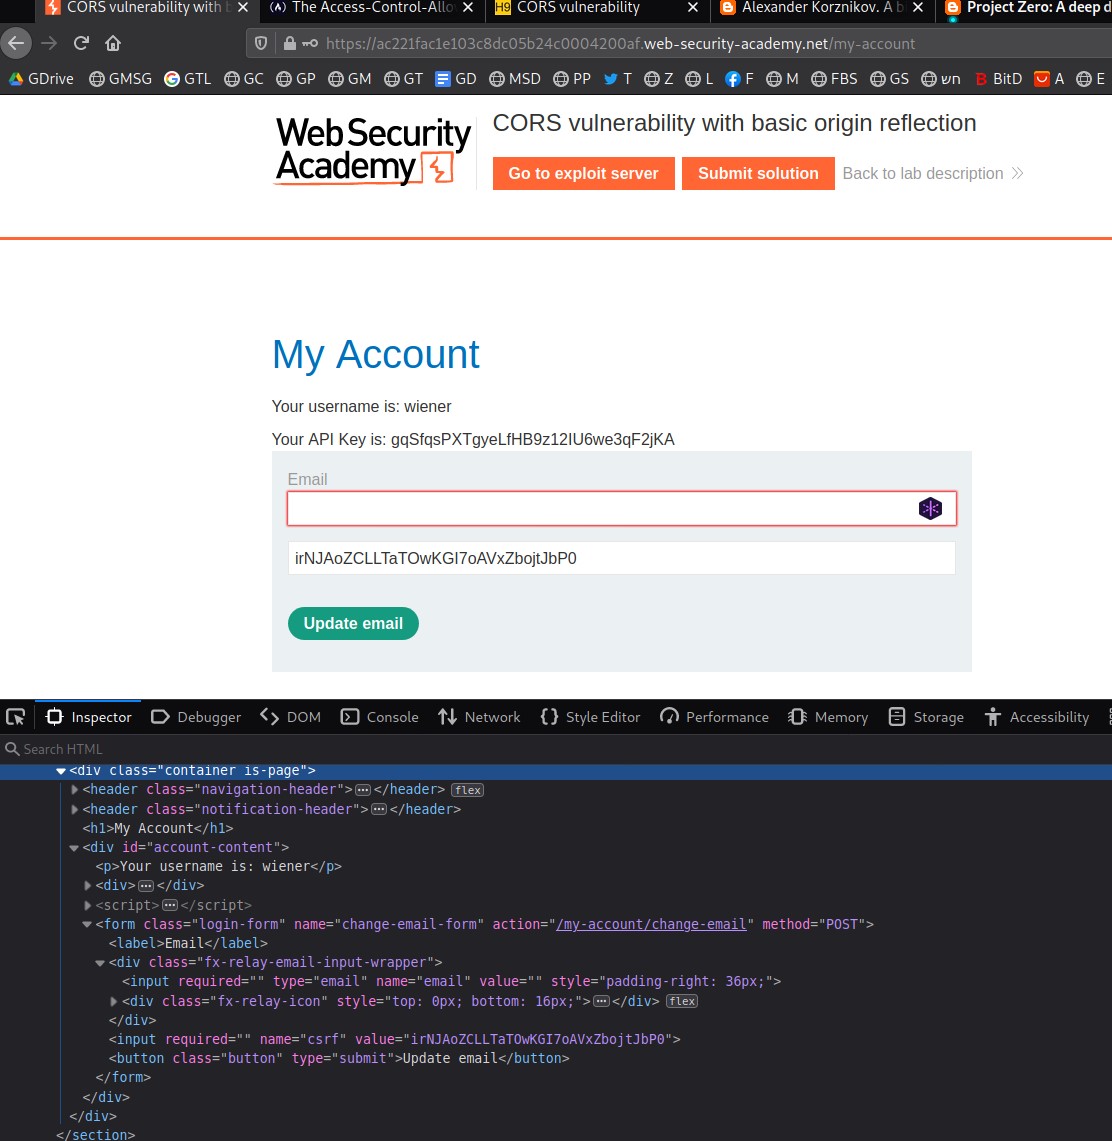 CORS vulnerability with b
The Access-Control-Allo
H9 CORS vulnerability
Alexander Korznikov. A b
Project Zero: A deep d
https://ac221fac1e103c8dc05b24c0004200af.web-security-academy.net/my-account
GDrive GMSG GTL GC GP GM GT GD MSD PP T Z L F M FBS GS חש BitD A E
Web Security
Academy
CORS vulnerability with basic origin reflection
Go to exploit server Submit solution Back to lab description
My Account
Your username is: wiener
Your API Key is: gqSfqsPXTgyeLfHB9z12IU6we3qF2jKA
Email
irNJAoZCLLTaTOwKGI7oAVxZbojtJbP0
Update email
Inspector Debugger DOM Console Network Style Editor Performance Memory Storage Accessibility
Search HTML
<div class="container is-page">
<header class="navigation-header">…</header> flex
<header class="notification-header">…</header>
<h1>My Account</h1>
<div id="account-content">
<p>Your username is: wiener</p>
<div>…</div>
<script>…</script>
<form class="login-form" name="change-email-form" action="/my-account/change-email" method="POST">
<label>Email</label>
<div class="fx-relay-email-input-wrapper">
<input required="" type="email" name="email" value="" style="padding-right: 36px;">
<div class="fx-relay-icon" style="top: 0px; bottom: 16px;">…</div> flex
</div>
<input required="" name="csrf" value="irNJAoZCLLTaTOwKGI7oAVxZbojtJbP0">
<button class="button" type="submit">Update email</button>
</form>
</div>
</div>
</section>